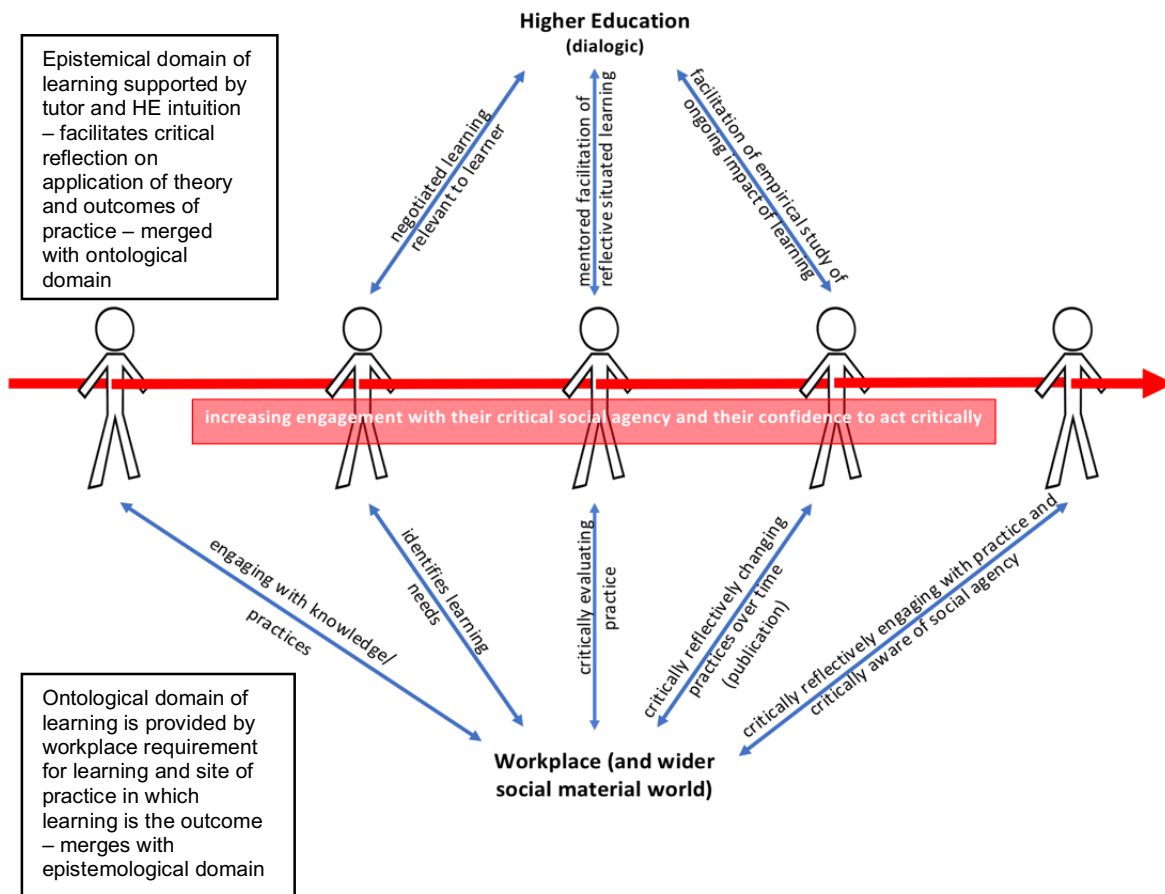 Higher Education
(dialogic)
Epistemical domain of
learning supported by
tutor and HE intuition
– facilitates critical
reflection on
application of theory
and outcomes of
practice – merged
with ontological
domain
negotiated learning
relevant to learner
mentored facilitation of
reflective situated learning
facilitation of empirical study of
ongoing impact of learning
increasing engagement with their critical social agency and their confidence to act critically
engaging with knowledge/
practices
identifies learning
needs
critically evaluating
practice
critically reflectively changing
practices over time
(publication)
critically reflectively engaging with practice and
critically aware of social agency
Ontological domain of
learning is provided by
workplace requirement
for learning and site of
practice in which
learning is the outcome
– merges with
epistemological domain
Workplace (and wider
social material world)